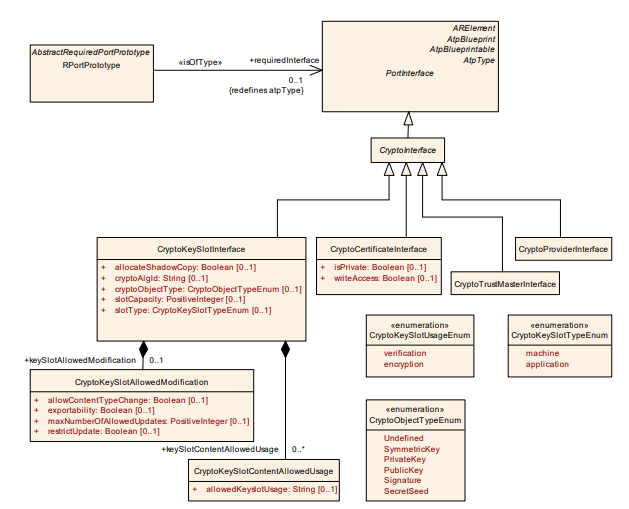 AbstractRequiredPortPrototype
RPortPrototype
«isOfType»
+requiredInterface
0..1
{redefines atpType}
ARElement
AtpBlueprint
AtpBlueprintable
AtpType
PortInterface
CryptoInterface
CryptoKeySlotInterface
+ allocateShadowCopy: Boolean [0..1]
+ cryptoAlgId: String [0..1]
+ cryptoObjectType: CryptoObjectTypeEnum [0..1]
+ slotCapacity: PositiveInteger [0..1]
+ slotType: CryptoKeySlotTypeEnum [0..1]
CryptoCertificateInterface
+ isPrivate: Boolean [0..1]
+ writeAccess: Boolean [0..1]
CryptoProviderInterface
CryptoTrustMasterInterface
«enumeration»
CryptoKeySlotUsageEnum
verification
encryption
«enumeration»
CryptoKeySlotTypeEnum
machine
application
+keySlotAllowedModification
0..1
CryptoKeySlotAllowedModification
+ allowContentTypeChange: Boolean [0..1]
+ exportability: Boolean [0..1]
+ maxNumberOfAllowedUpdates: PositiveInteger [0..1]
+ restrictUpdate: Boolean [0..1]
«enumeration»
CryptoObjectTypeEnum
Undefined
SymmetricKey
PrivateKey
PublicKey
Signature
SecretSeed
+keySlotContentAllowedUsage
0..*
CryptoKeySlotContentAllowedUsage
+ allowedKeyslotUsage: String [0..1]